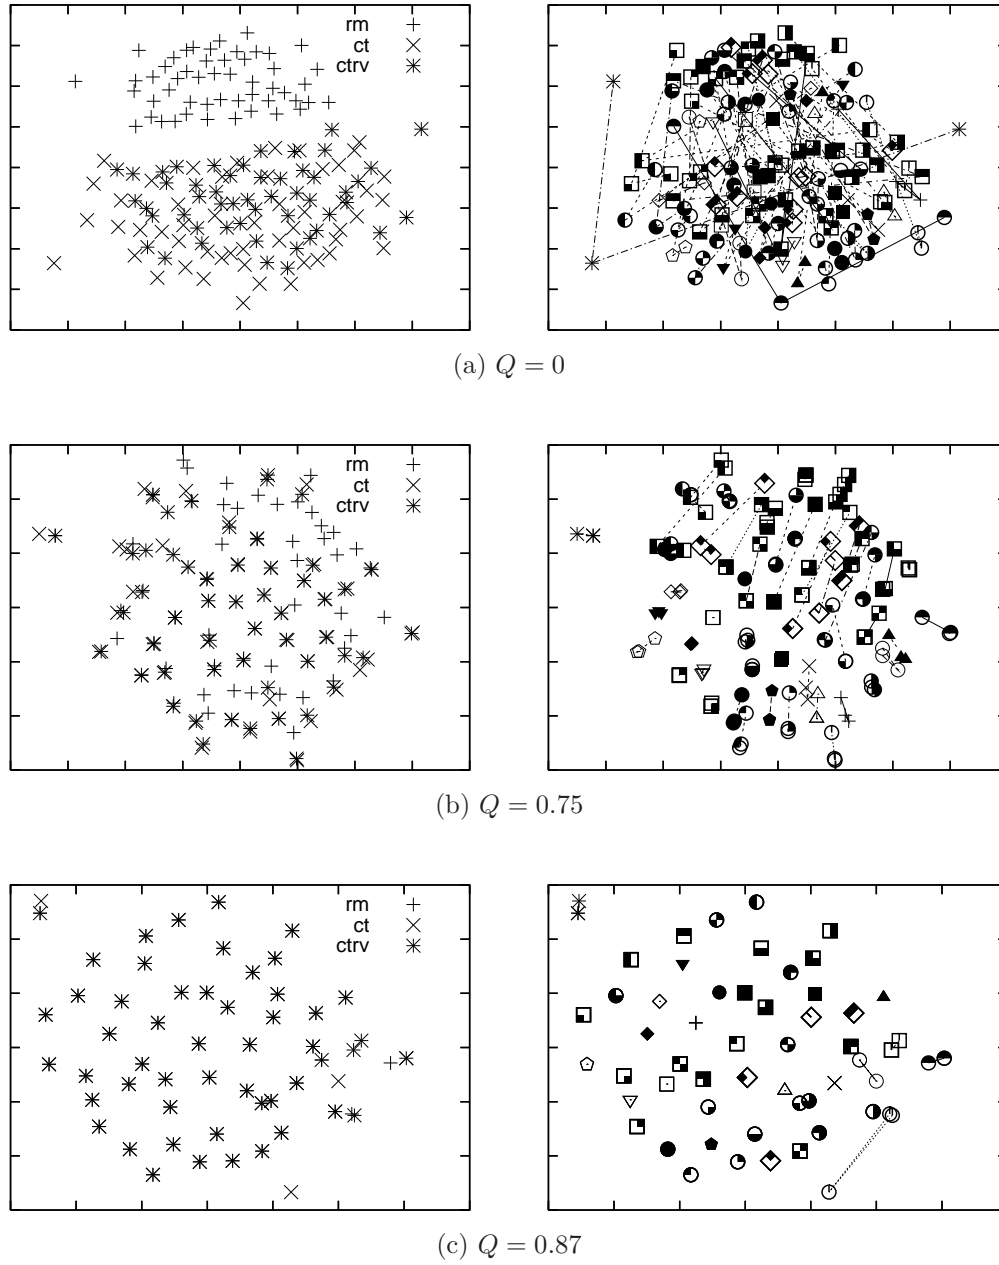 rm
ct
ctrv
(a) Q = 0
rm
ct
ctrv
(b) Q = 0.75
rm
ct
ctrv
(c) Q = 0.87